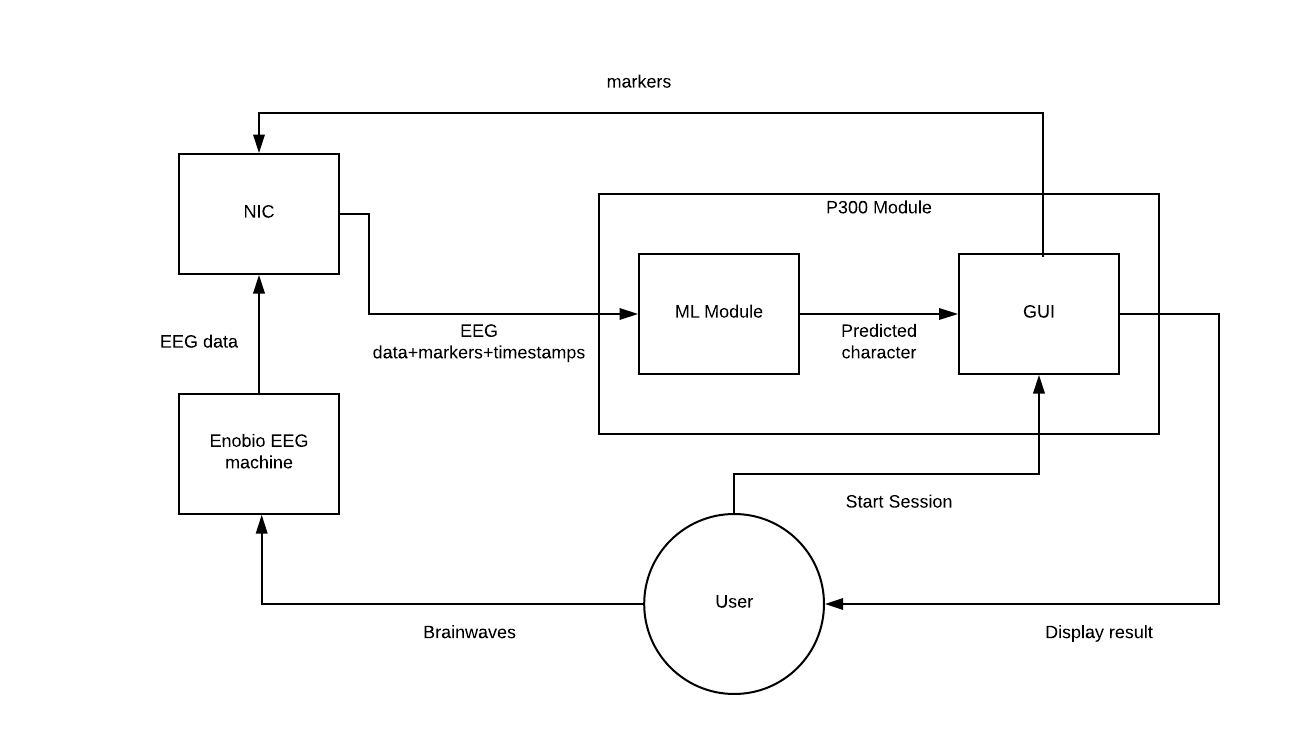 markers
NIC
P300 Module
ML Module
GUI
EEG
data+markers+timestamps
Predicted
character
EEG data
Enobio EEG
machine
Start Session
User
Brainwaves
Display result